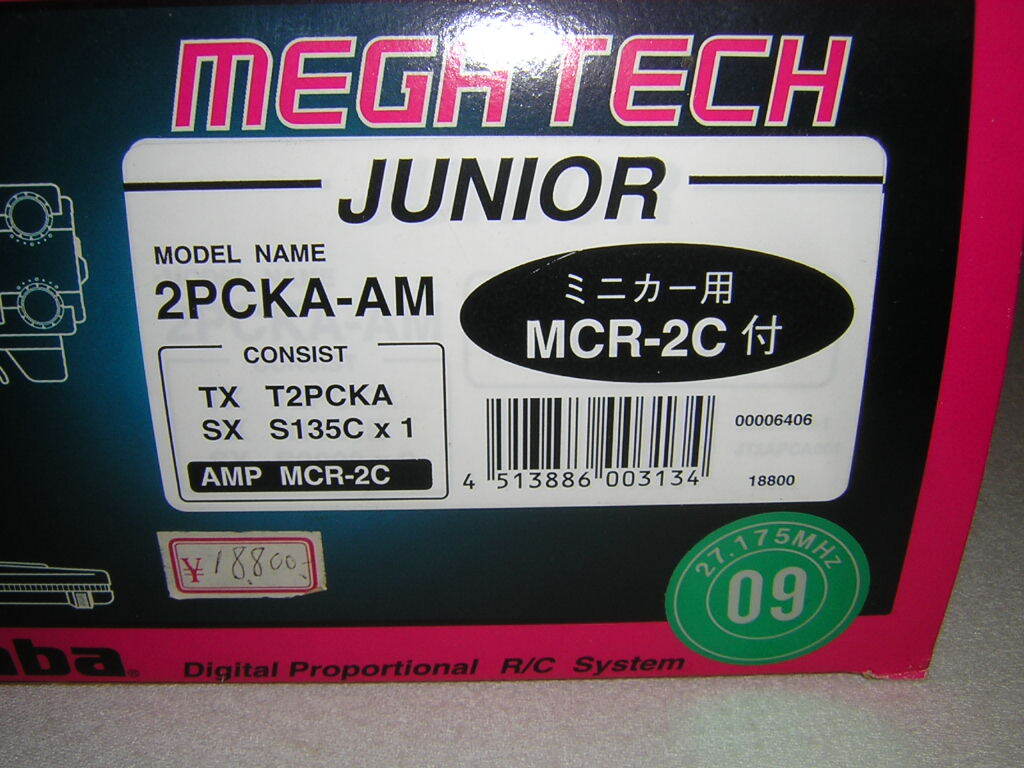 MEGATECH
JUNIOR
MODEL NAME
2PCKA-AM
ミニカー用
MCR-2C 付
CONSIST
TX T2PCKA
SX S135C x 1
AMP MCR-2C
00006406
4 513886 003134
18800
¥18800-
27.175MHz
09
aba®
Digital Proportional R/C System